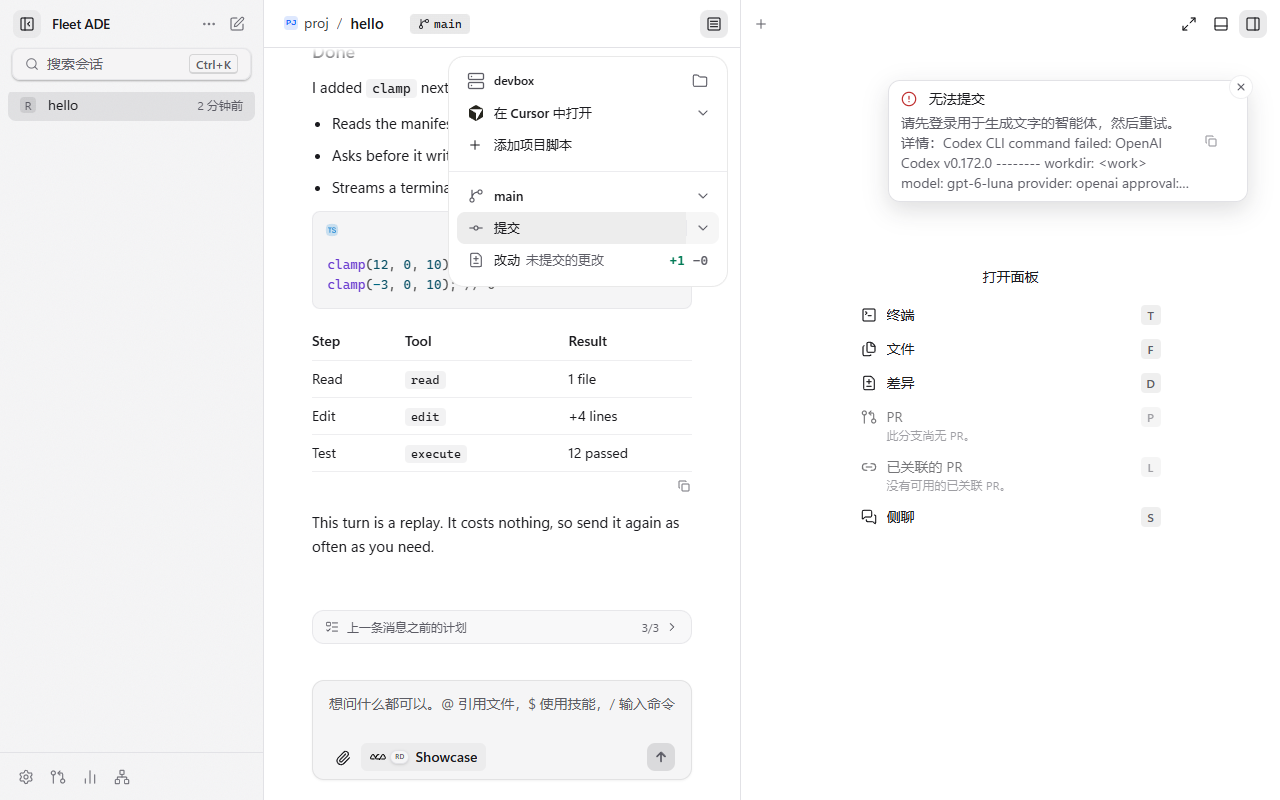 Fleet ADE
搜索会话
Ctrl+K
R hello 2 分钟前
PJ proj / hello main
Done
I added clamp next
Reads the manifes
Asks before it writ
Streams a termina
TS
clamp(12, 0, 10)
clamp(−3, 0, 10);
Step Tool Result
Read read 1 file
Edit edit +4 lines
Test execute 12 passed
This turn is a replay. It costs nothing, so send it again as
often as you need.
上一条消息之前的计划 3/3
想问什么都可以。@ 引用文件，$ 使用技能，/ 输入命令
RD Showcase
devbox
在 Cursor 中打开
添加项目脚本
main
提交
改动 未提交的更改 +1 −0
无法提交
请先登录用于生成文字的智能体，然后重试。
详情：Codex CLI command failed: OpenAI
Codex v0.172.0 -------- workdir: <work>
model: gpt-6-luna provider: openai approval:...
打开面板
终端 T
文件 F
差异 D
PR P
此分支尚无 PR。
已关联的 PR L
没有可用的已关联 PR。
侧聊 S